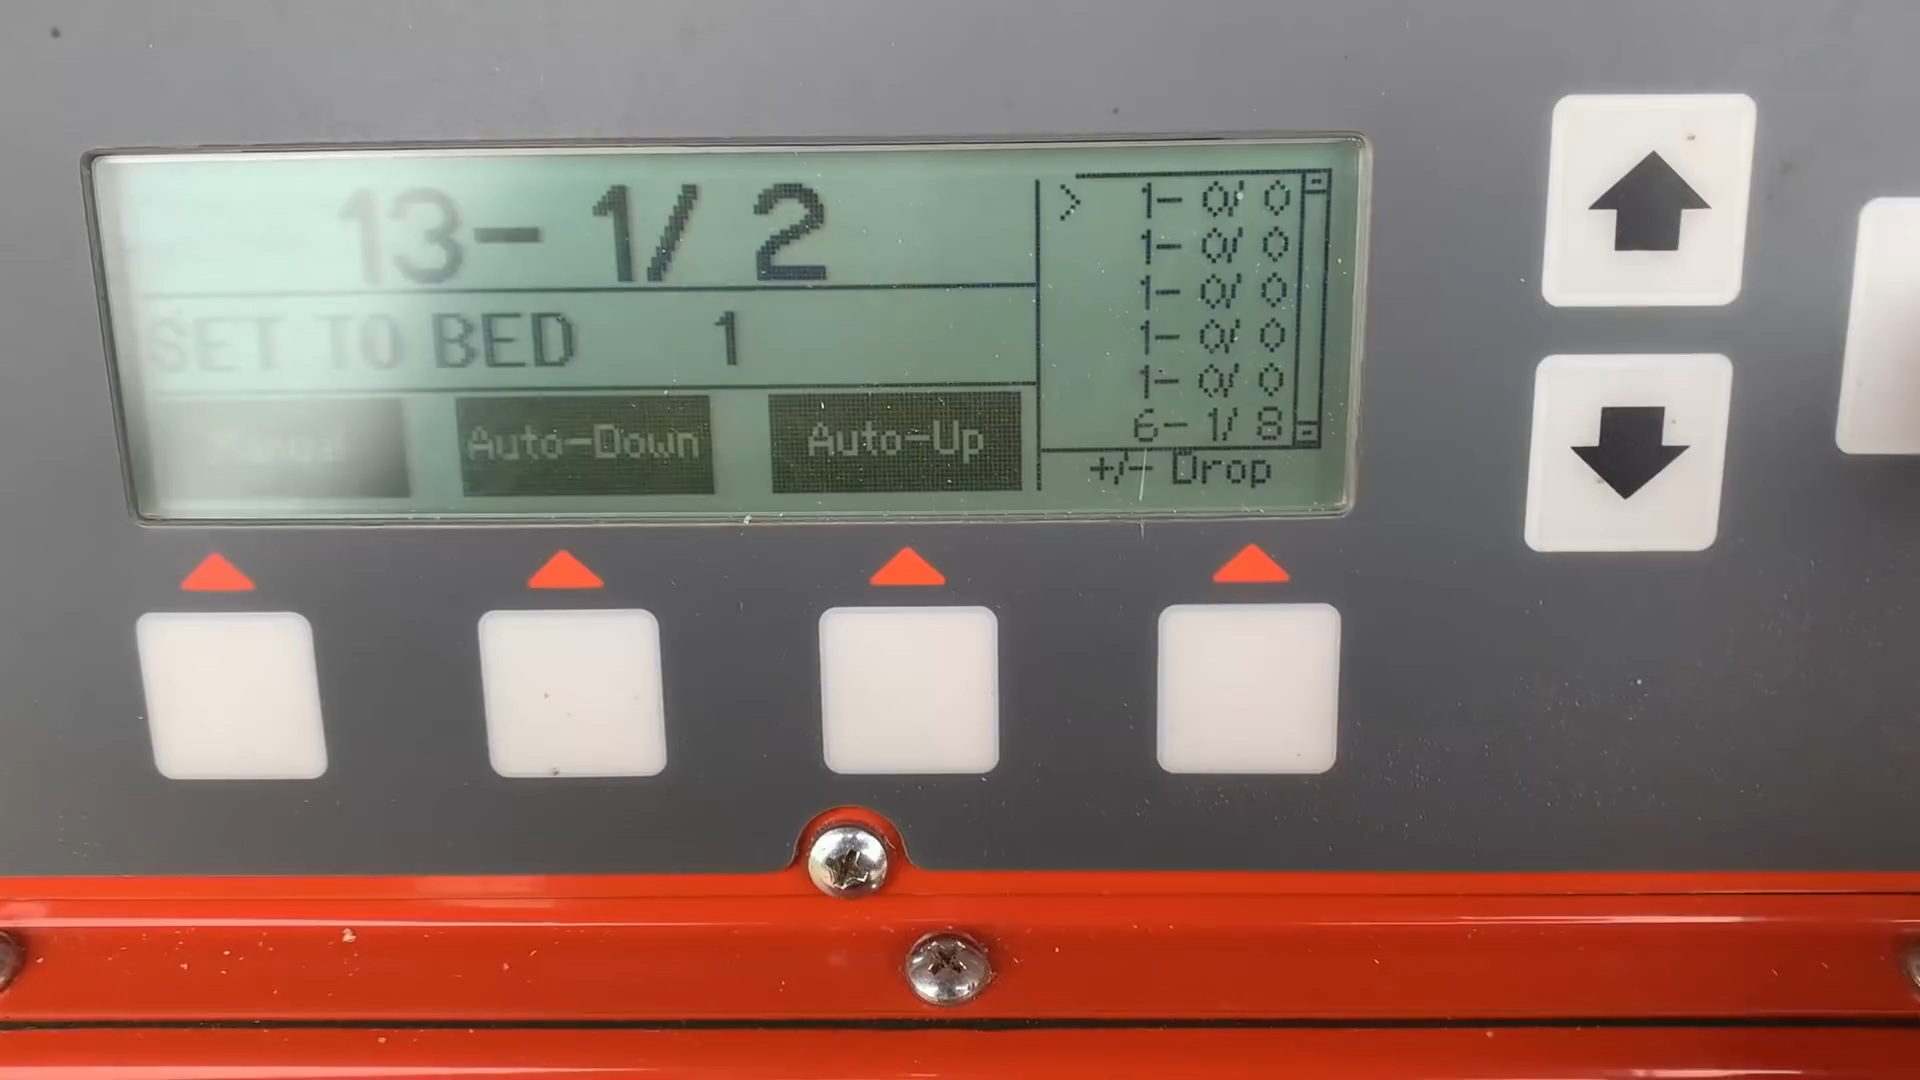 13- 1/ 2
SET TO BED 1
Auto-Down Auto-Up
> 1- 0/ 0
1- 0/ 0
1- 0/ 0
1- 0/ 0
1- 0/ 0
6- 1/ 8
+/- Drop